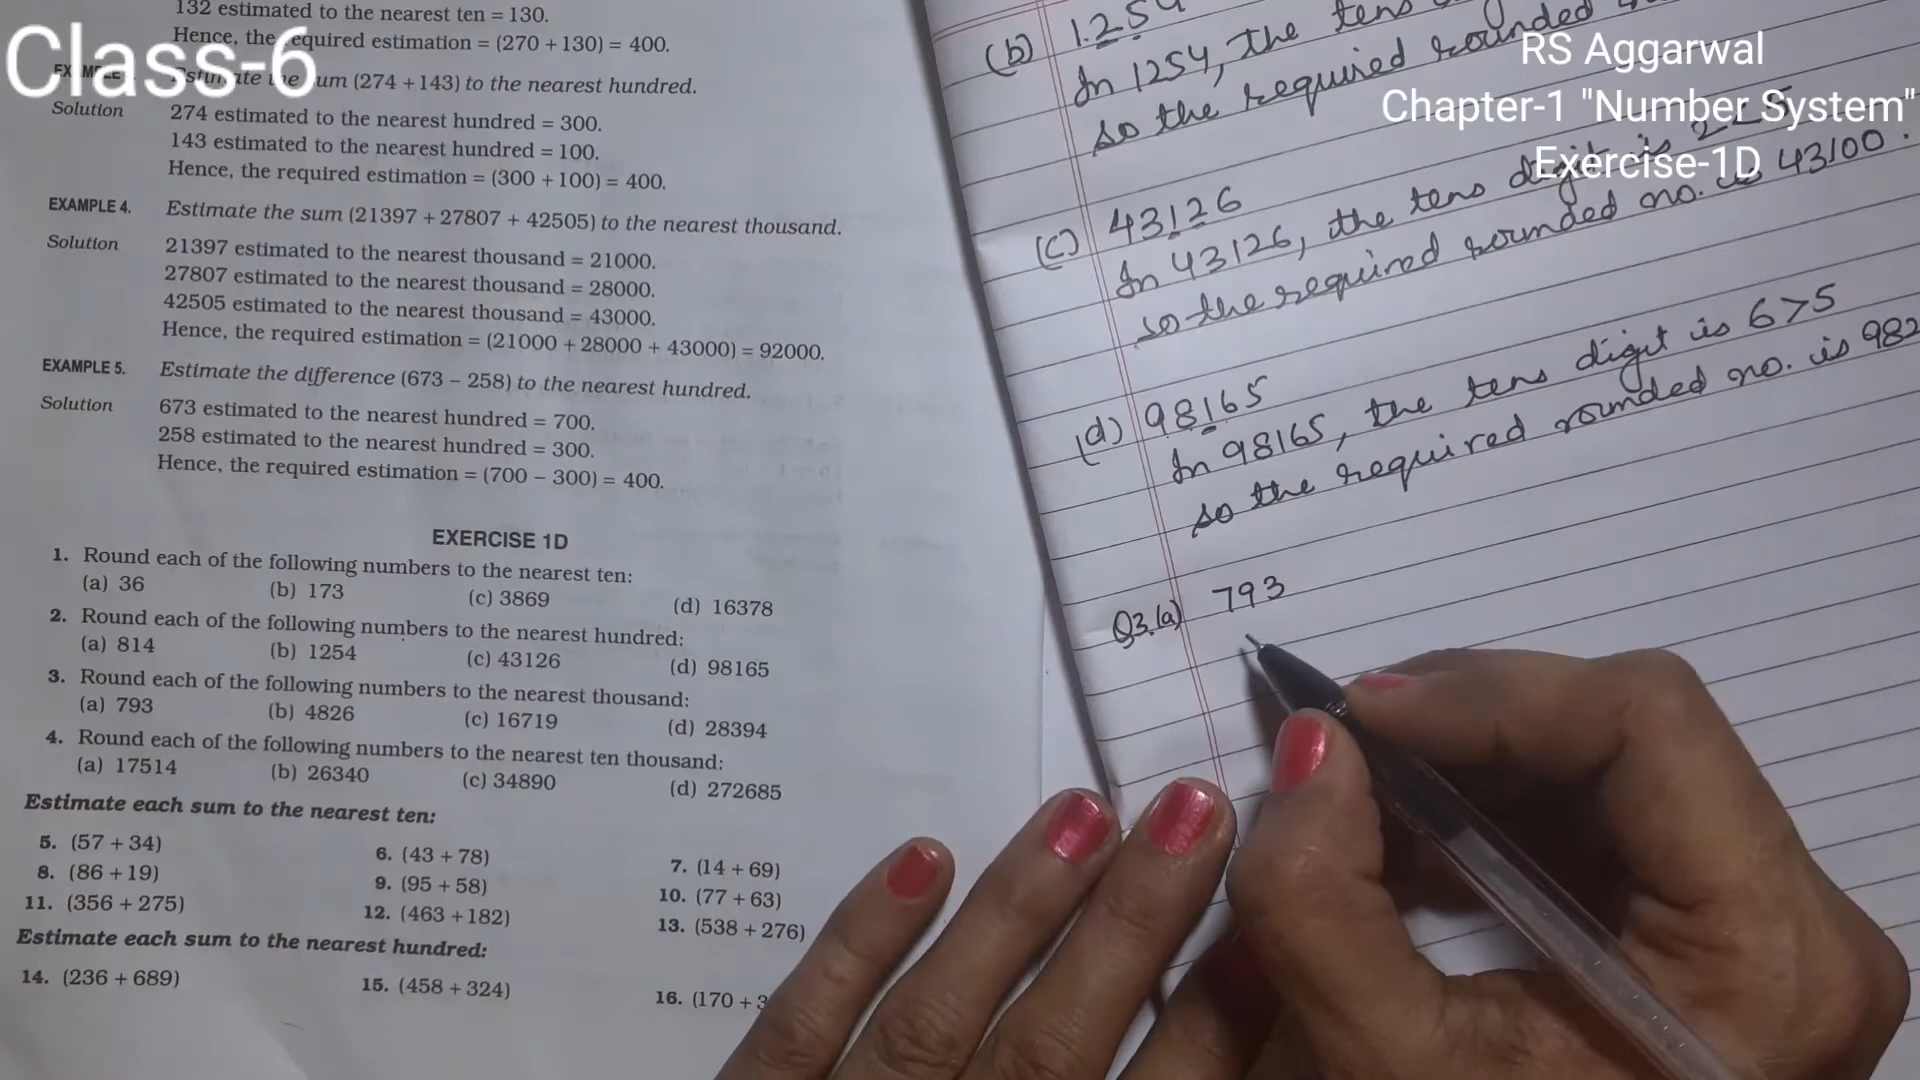 Class-6
RS Aggarwal
Chapter-1 "Number System"
Exercise-1D
132 estimated to the nearest ten = 130.
Hence, the required estimation = (270 + 130) = 400.
Estimate the sum (274 + 143) to the nearest hundred.
Solution 274 estimated to the nearest hundred = 300.
143 estimated to the nearest hundred = 100.
Hence, the required estimation = (300 + 100) = 400.
EXAMPLE 4. Estimate the sum (21397 + 27807 + 42505) to the nearest thousand.
Solution 21397 estimated to the nearest thousand = 21000.
27807 estimated to the nearest thousand = 28000.
42505 estimated to the nearest thousand = 43000.
Hence, the required estimation = (21000 + 28000 + 43000) = 92000.
EXAMPLE 5. Estimate the difference (673 − 258) to the nearest hundred.
Solution 673 estimated to the nearest hundred = 700.
258 estimated to the nearest hundred = 300.
Hence, the required estimation = (700 − 300) = 400.
EXERCISE 1D
1. Round each of the following numbers to the nearest ten:
(a) 36 (b) 173 (c) 3869 (d) 16378
2. Round each of the following numbers to the nearest hundred:
(a) 814 (b) 1254 (c) 43126 (d) 98165
3. Round each of the following numbers to the nearest thousand:
(a) 793 (b) 4826 (c) 16719 (d) 28394
4. Round each of the following numbers to the nearest ten thousand:
(a) 17514 (b) 26340 (c) 34890 (d) 272685
Estimate each sum to the nearest ten:
5. (57 + 34) 6. (43 + 78) 7. (14 + 69)
8. (86 + 19) 9. (95 + 58) 10. (77 + 63)
11. (356 + 275) 12. (463 + 182) 13. (538 + 276)
Estimate each sum to the nearest hundred:
14. (236 + 689) 15. (458 + 324) 16. (170 + 3
(b) 1254
In 1254, the tens
so the required rounded
(c) 43126
In 43126, the tens digit is 2 < 5
so the required rounded no. is 43100.
(d) 98165
In 98165, the tens digit is 6 > 5
so the required rounded no. is 982
Q3.(a) 793